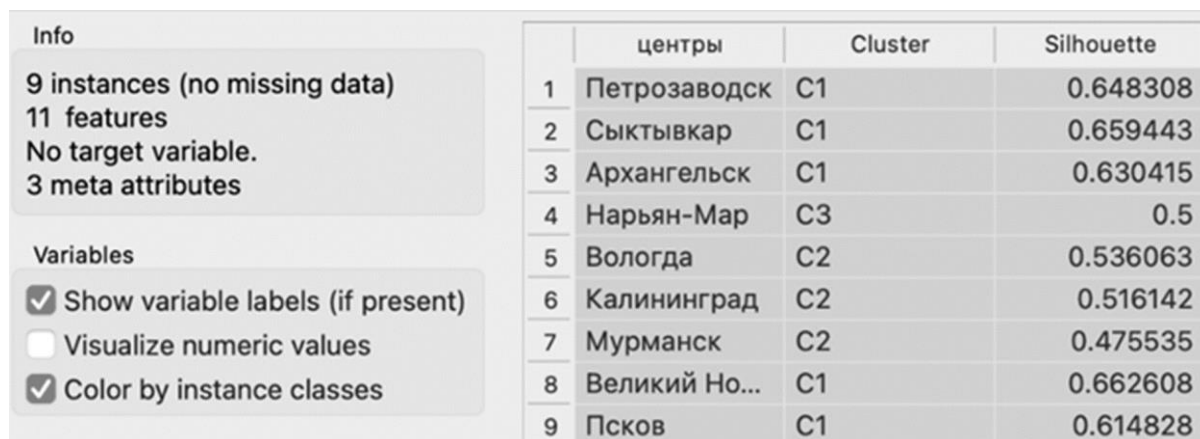 Info
9 instances (no missing data)
11 features
No target variable.
3 meta attributes
Variables
Show variable labels (if present)
Visualize numeric values
Color by instance classes
центры Cluster Silhouette
1 Петрозаводск C1 0.648308
2 Сыктывкар C1 0.659443
3 Архангельск C1 0.630415
4 Нарьян-Мар C3 0.5
5 Вологда C2 0.536063
6 Калининград C2 0.516142
7 Мурманск C2 0.475535
8 Великий Но... C1 0.662608
9 Псков C1 0.614828